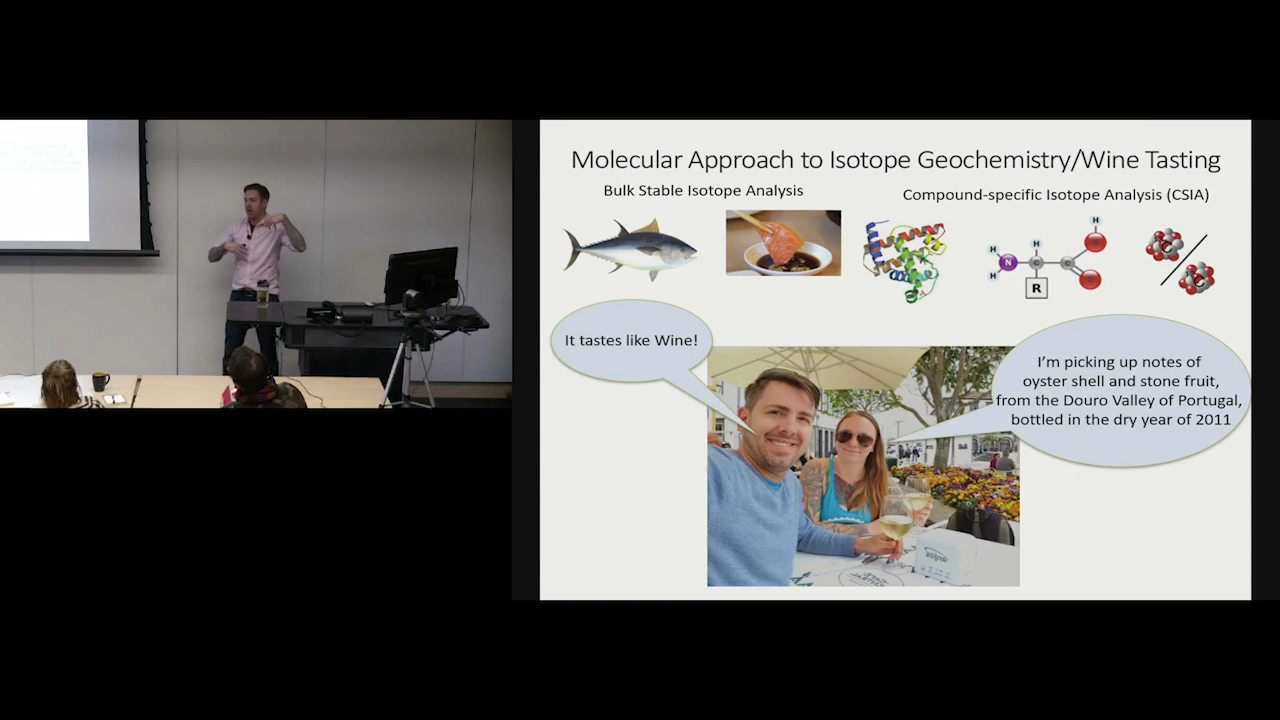 Molecular Approach to Isotope Geochemistry/Wine Tasting
Bulk Stable Isotope Analysis
Compound-specific Isotope Analysis (CSIA)
H
H
N
H
C
R
C
H
O
O
C
C
It tastes like Wine!
I'm picking up notes of
oyster shell and stone fruit,
from the Douro Valley of Portugal,
bottled in the dry year of 2011